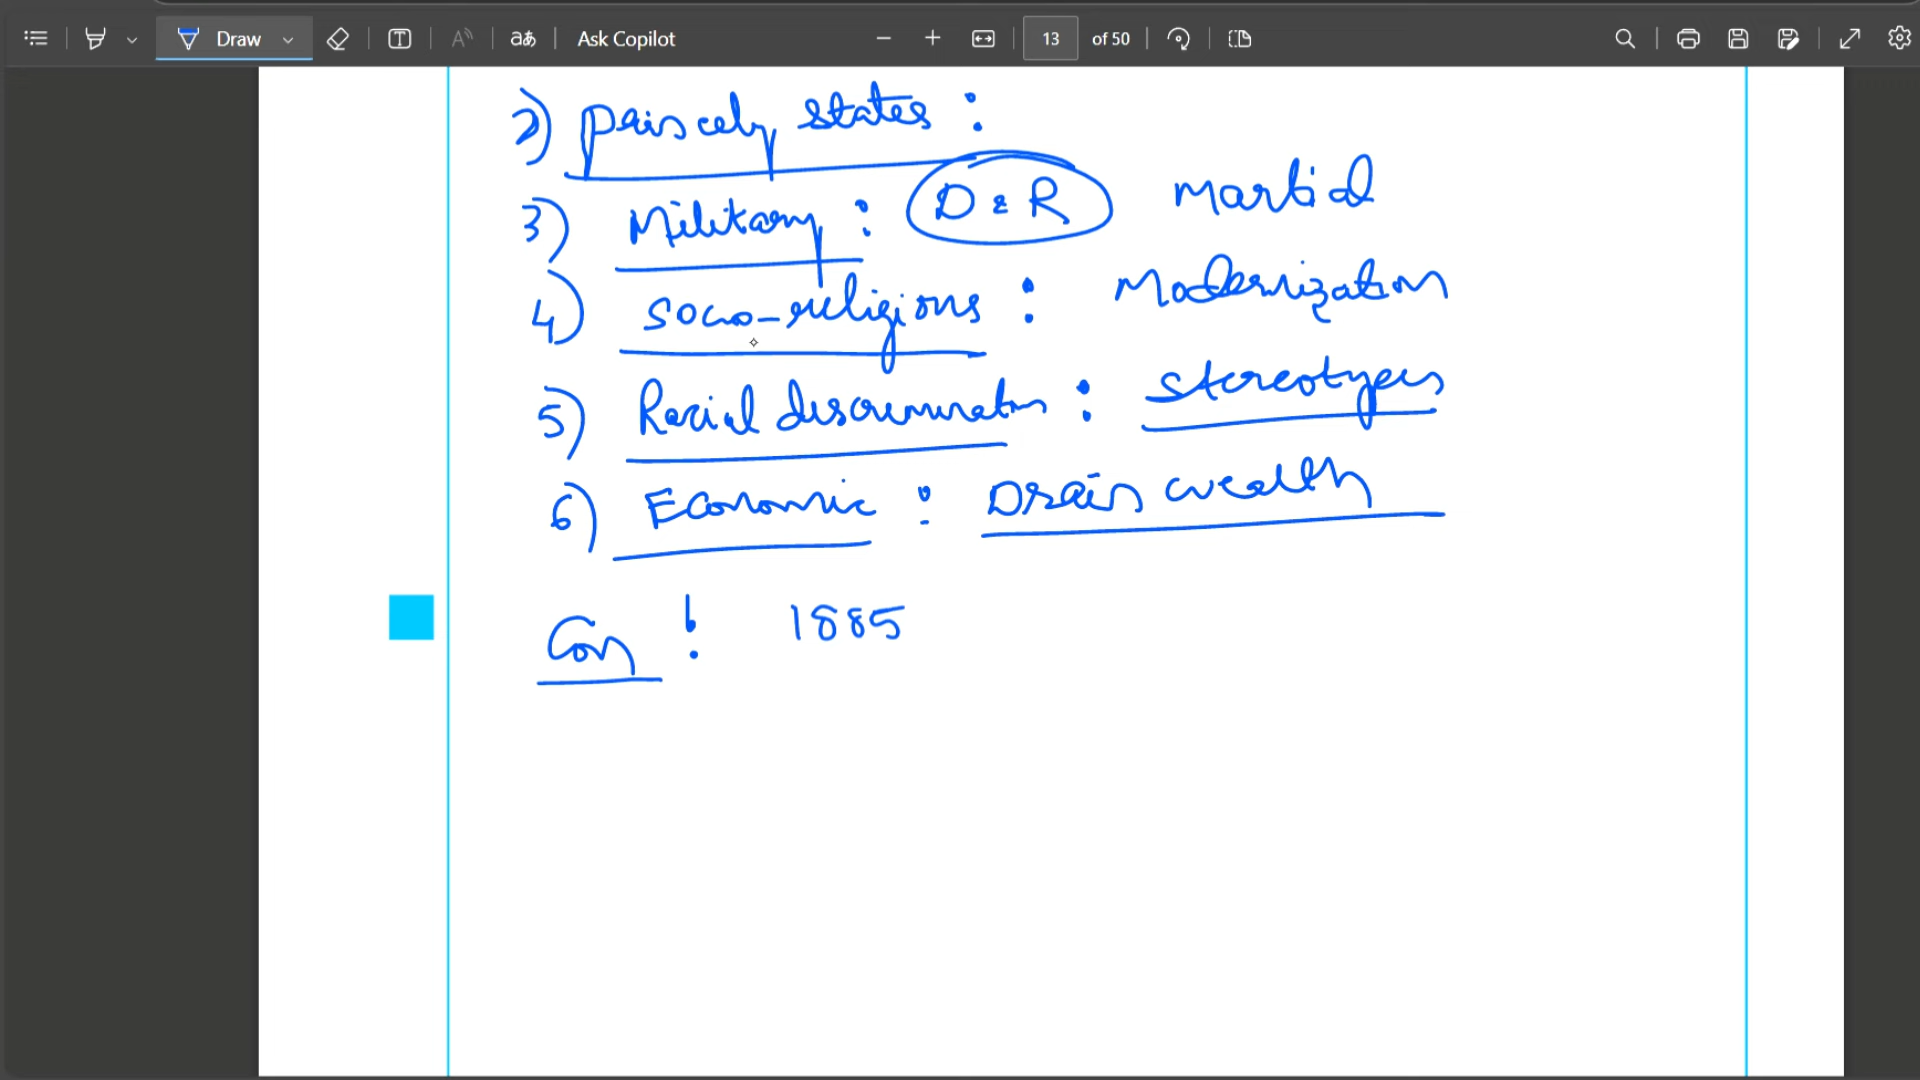 Draw Ask Copilot 13 of 50
2) Princely states :
3) Military : D & R Martial
4) Socio-religious : Modernization
5) Racial discrimination : Stereotypes
6) Economic : Drain wealth
Con : 1885